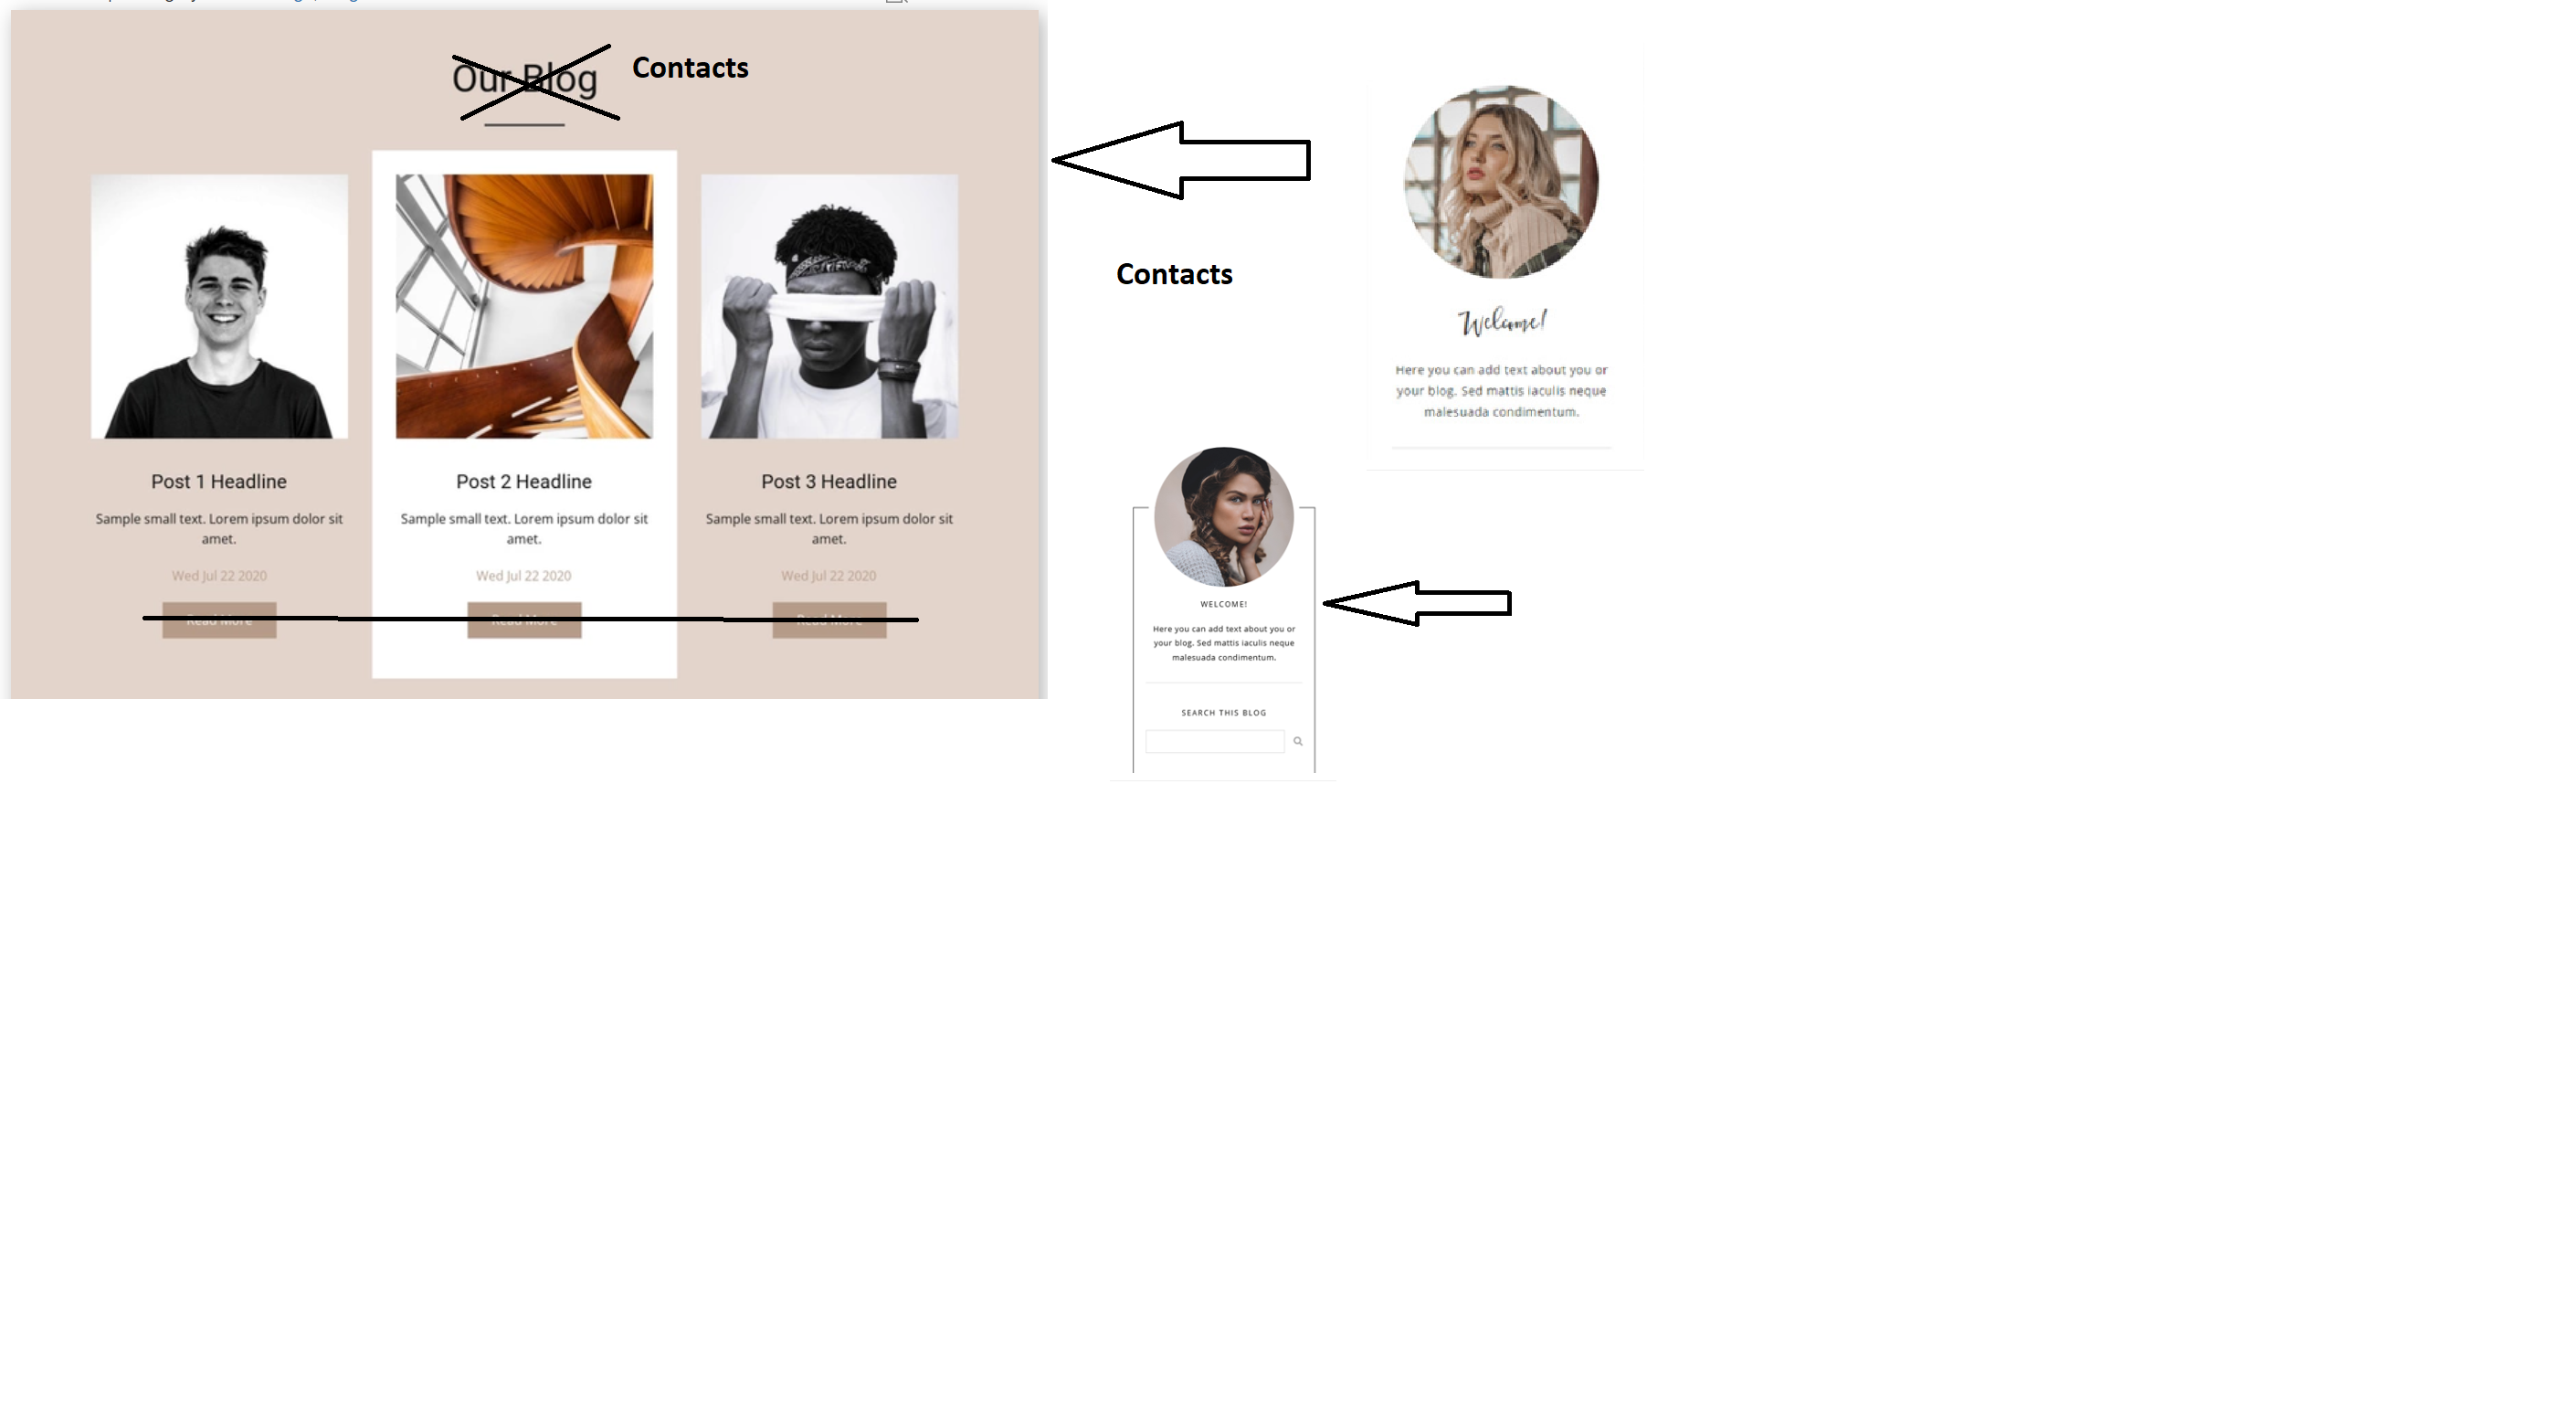 Our Blog
Contacts
Post 1 Headline
Sample small text. Lorem ipsum dolor sit
amet.
Wed Jul 22 2020
Read More
Post 2 Headline
Sample small text. Lorem ipsum dolor sit
amet.
Wed Jul 22 2020
Read More
Post 3 Headline
Sample small text. Lorem ipsum dolor sit
amet.
Wed Jul 22 2020
Read More
Contacts
Welcome!
Here you can add text about you or
your blog. Sed mattis iaculis neque
malesuada condimentum.
WELCOME!
Here you can add text about you or
your blog. Sed mattis iaculis neque
malesuada condimentum.
SEARCH THIS BLOG